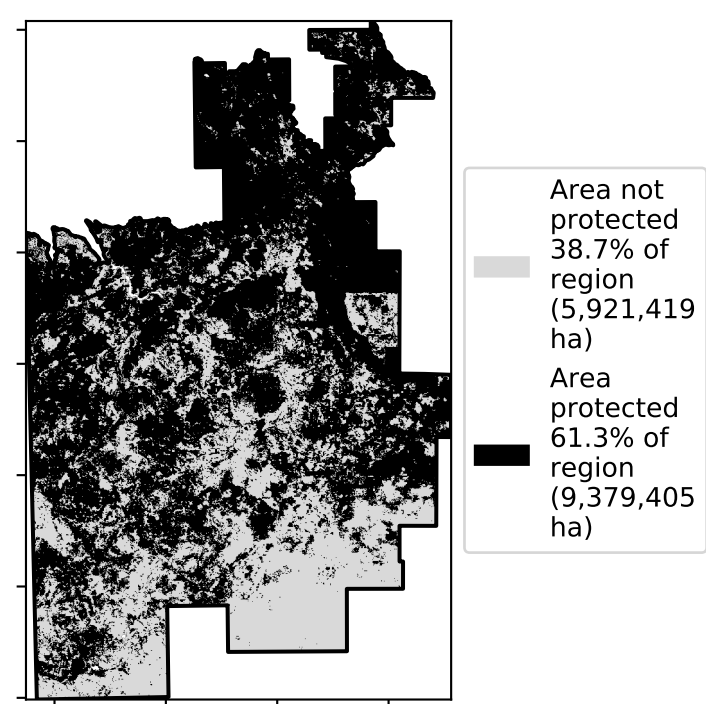 Area not
protected
38.7% of
region
(5,921,419
ha)
Area
protected
61.3% of
region
(9,379,405
ha)